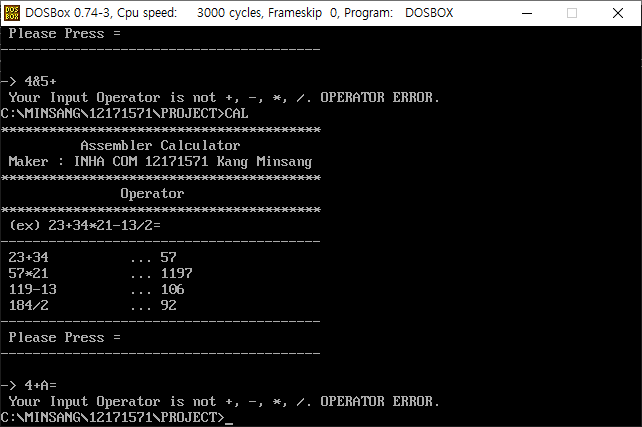 DOS BOX DOSBox 0.74-3, Cpu speed: 3000 cycles, Frameskip 0, Program: DOSBOX
Please Press =
----------------------------------------
-> 4&5+
Your Input Operator is not +, -, *, /. OPERATOR ERROR.
C:\MINSANG\12171571\PROJECT>CAL
****************************************
Assembler Calculator
Maker : INHA COM 12171571 Kang Minsang
****************************************
Operator
****************************************
(ex) 23+34*21-13/2=
----------------------------------------
23+34 ... 57
57*21 ... 1197
119-13 ... 106
184/2 ... 92
----------------------------------------
Please Press =
----------------------------------------
-> 4+A=
Your Input Operator is not +, -, *, /. OPERATOR ERROR.
C:\MINSANG\12171571\PROJECT>_